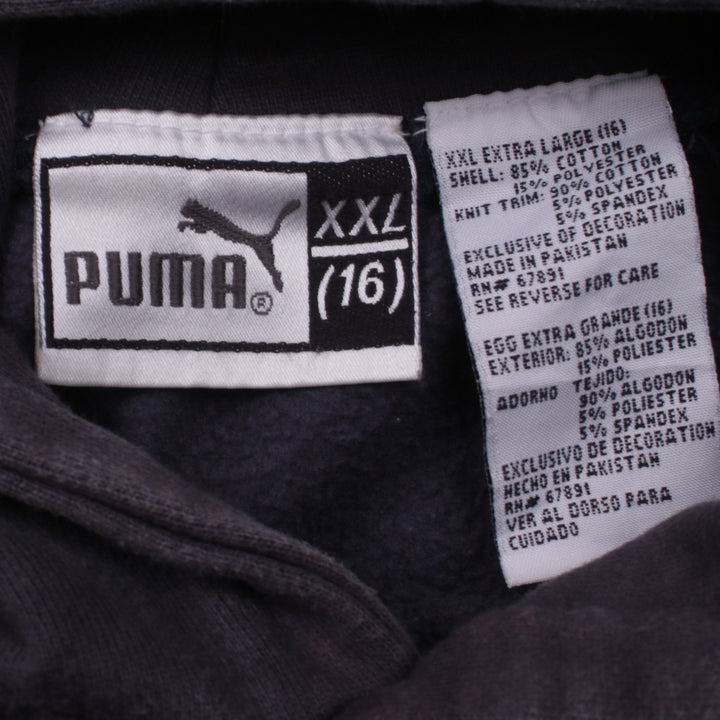 PUMA®
XXL
(16)
XXL EXTRA LARGE (16)
SHELL: 85% COTTON
15% POLYESTER
KNIT TRIM: 90% COTTON
5% POLYESTER
5% SPANDEX
EXCLUSIVE OF DECORATION
MADE IN PAKISTAN
RN# 67891
SEE REVERSE FOR CARE
EGG EXTRA GRANDE (16)
EXTERIOR: 85% ALGODON
15% POLIESTER
ADORNO TEJIDO:
90% ALGODON
5% POLIESTER
5% SPANDEX
EXCLUSIVO DE DECORATION
HECHO EN PAKISTAN
RN# 67891
VER AL DORSO PARA
CUIDADO